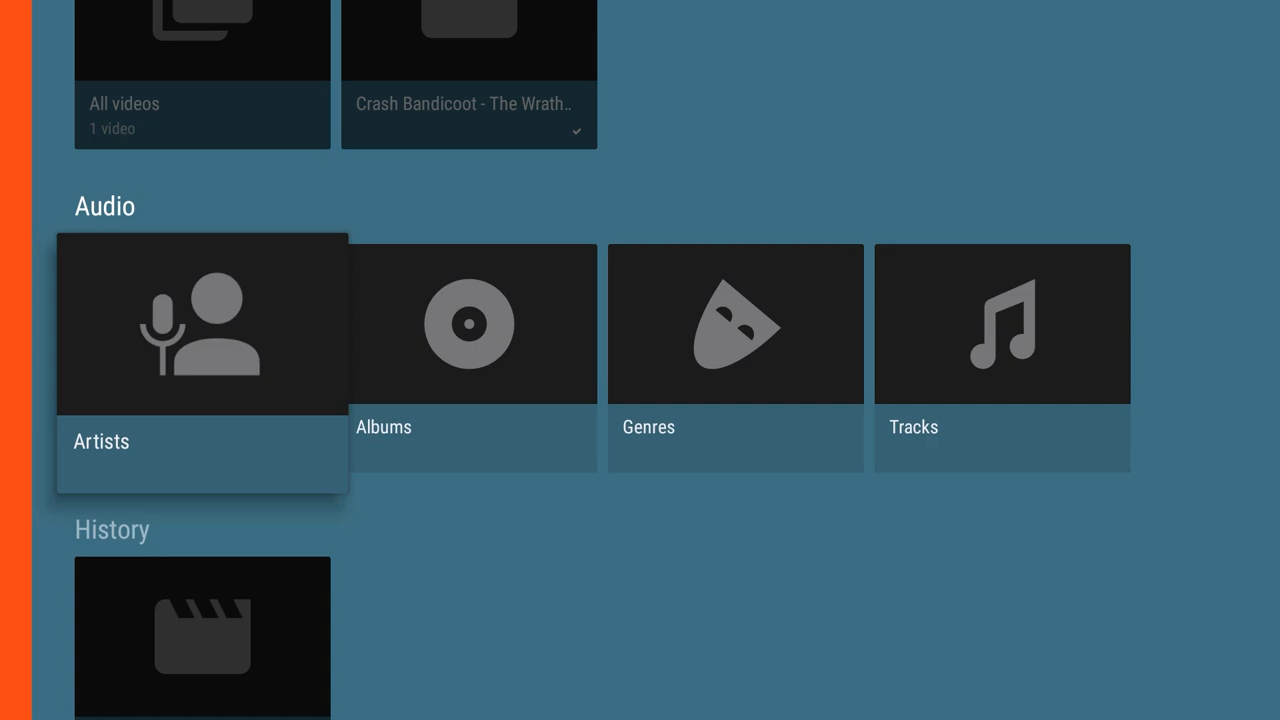 All videos
1 video
Crash Bandicoot - The Wrath..
Audio
Artists
Albums
Genres
Tracks
History